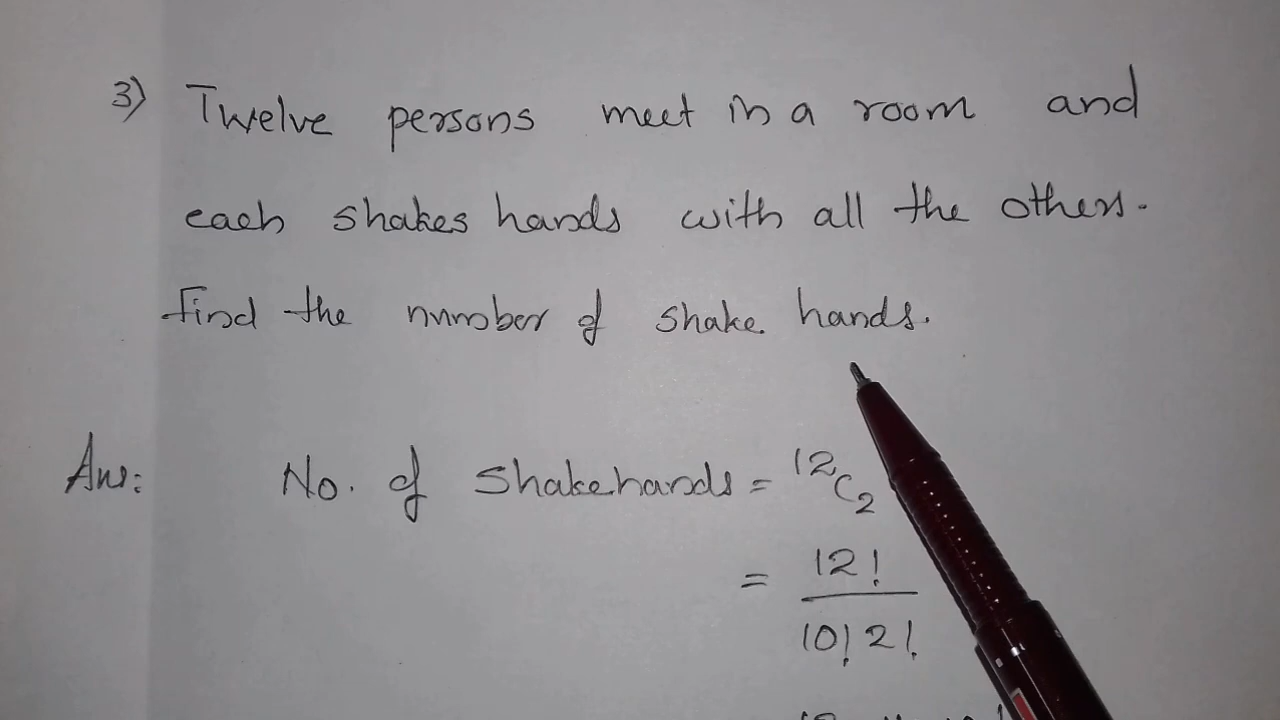 3) Twelve persons meet in a room and
each shakes hands with all the others.
Find the number of shake hands.
Ans: No. of Shakehands = ¹²C₂
= 12!
10! 2!